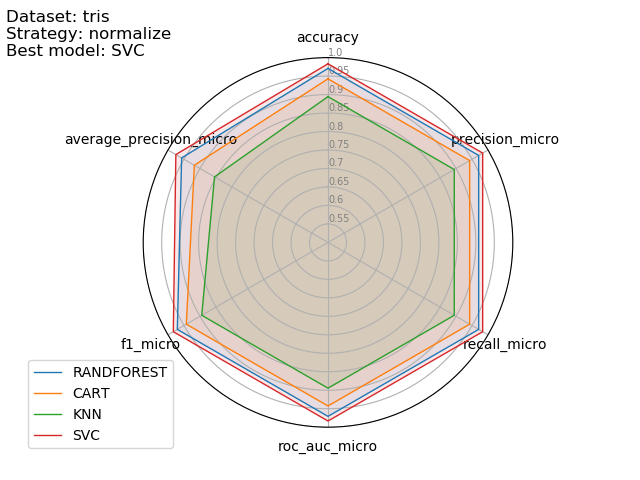 Dataset: tris
Strategy: normalize
Best model: SVC
accuracy
1.0
0.95
0.9
0.85
0.8
0.75
0.7
0.65
0.6
0.55
average_precision_micro
precision_micro
f1_micro
recall_micro
roc_auc_micro
RANDFOREST
CART
KNN
SVC